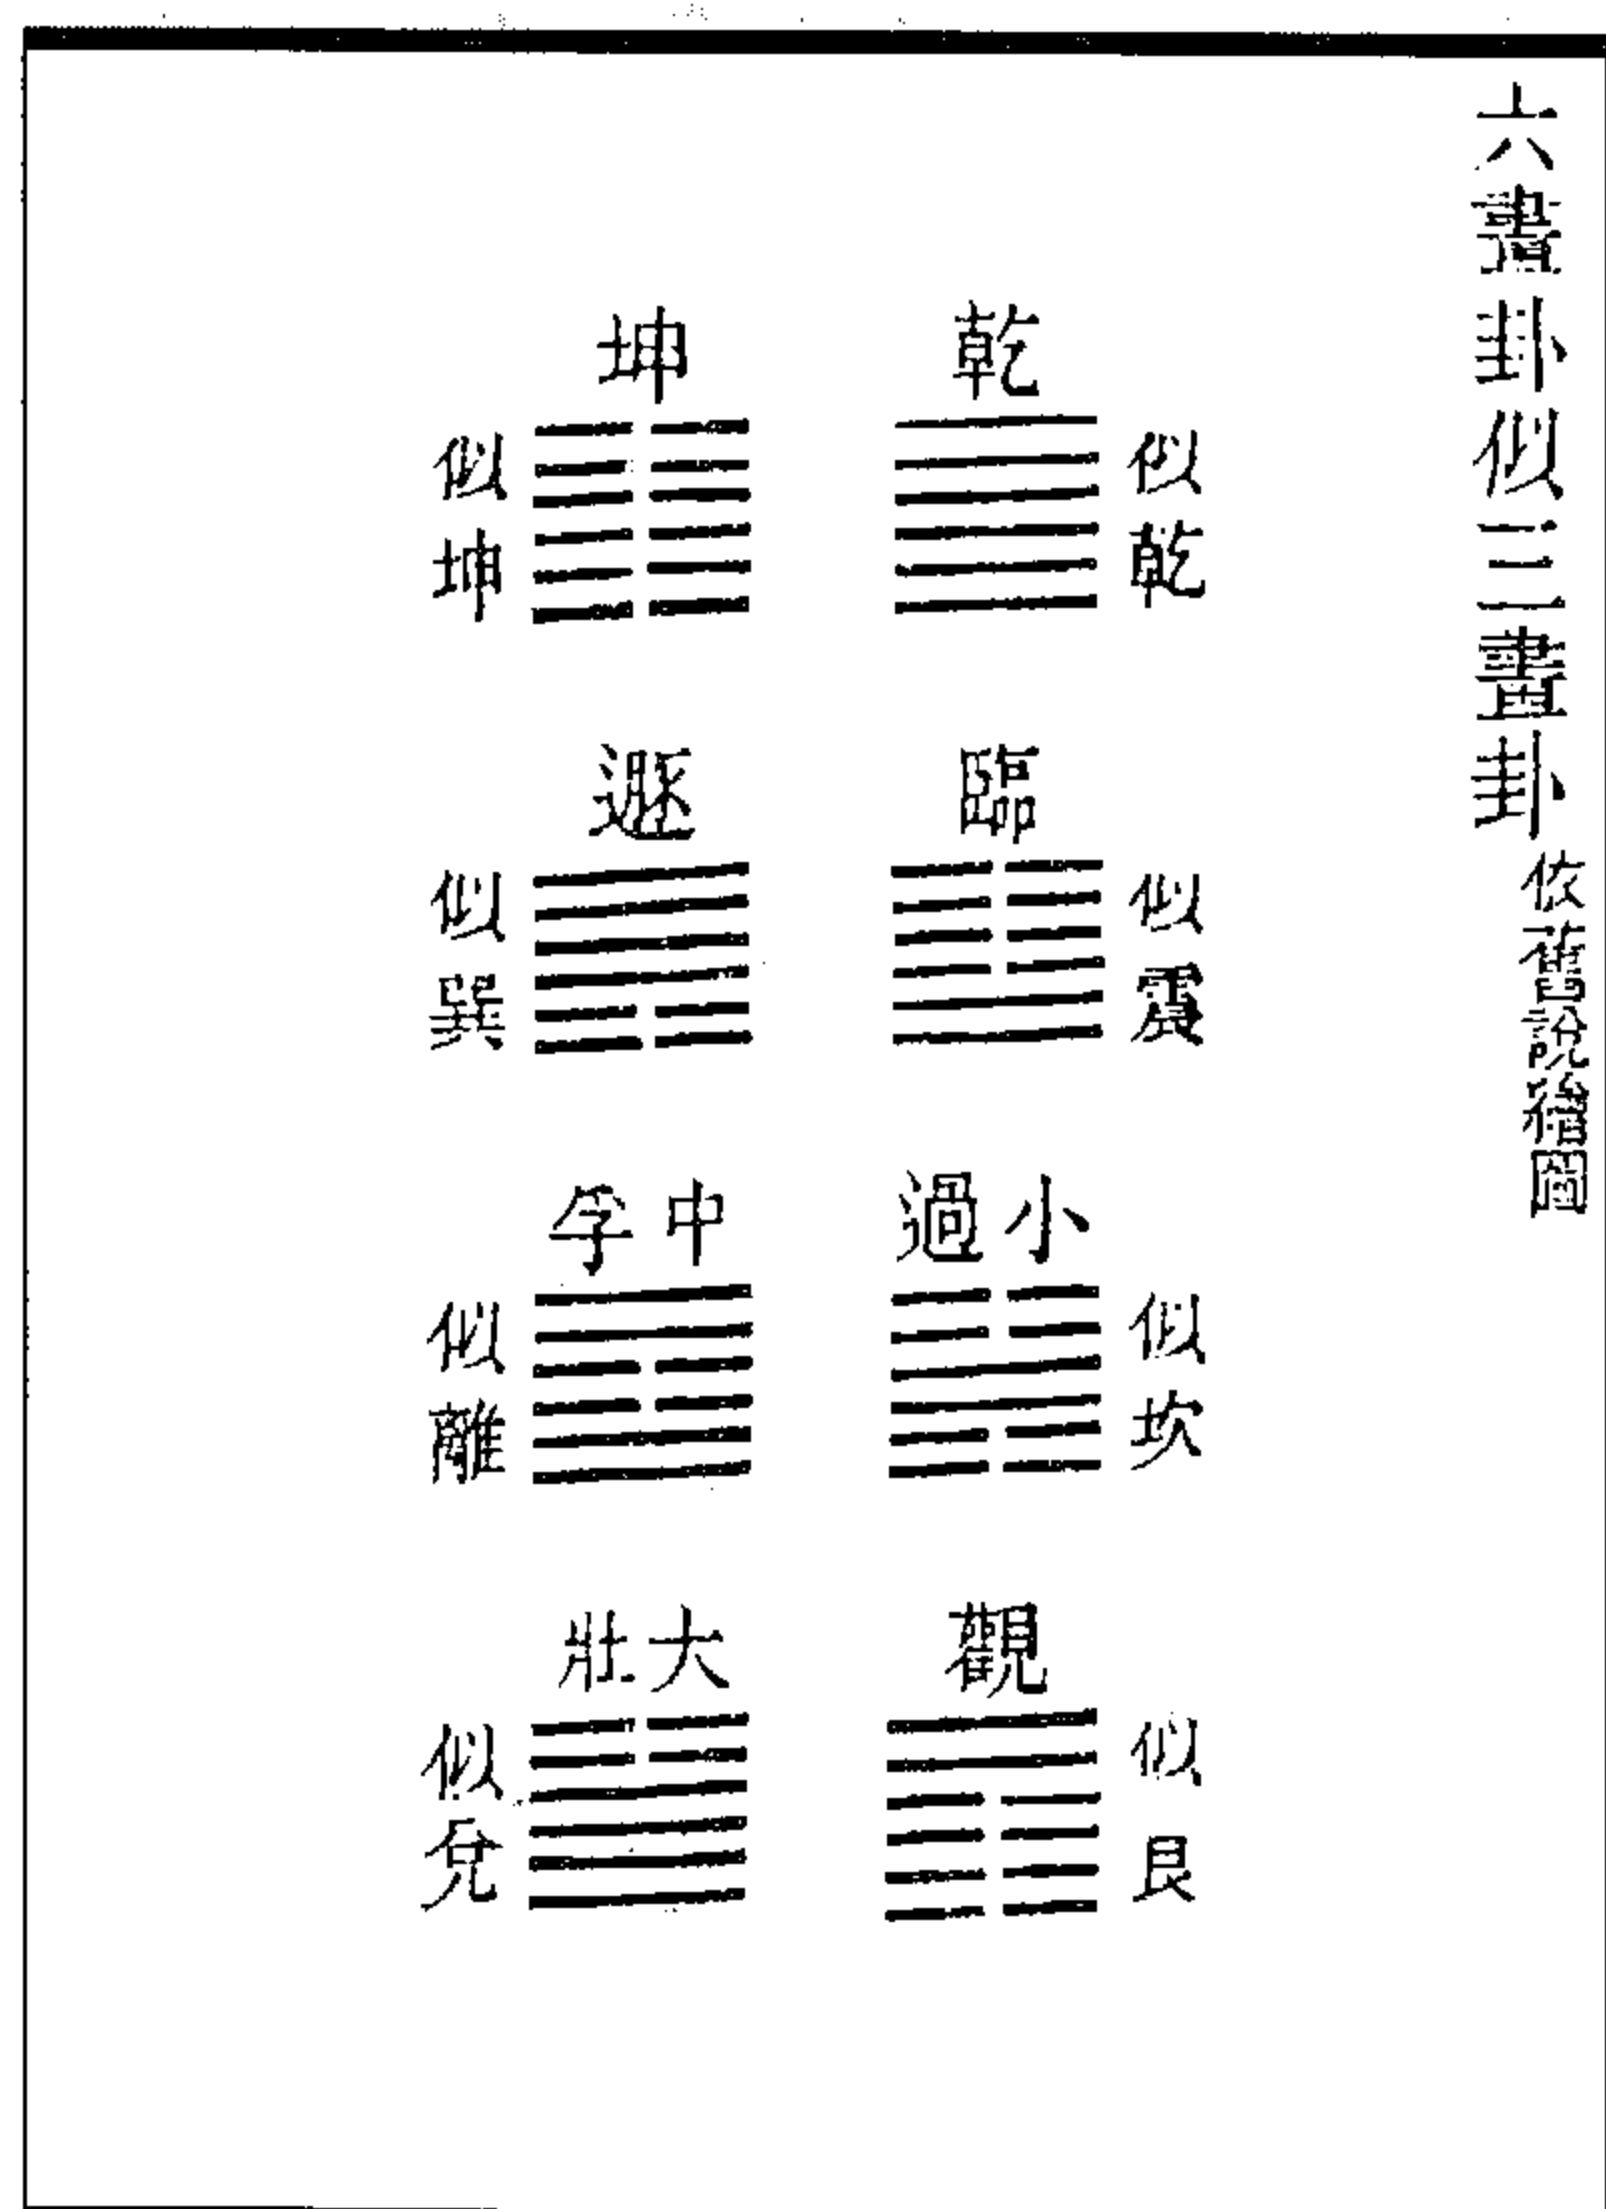 六畫卦似三畫卦
依舊說繪圖
乾
似乾
坤
似坤
臨
似震
遯
似巽
小過
似坎
中孚
似離
觀
似艮
大壯
似兌